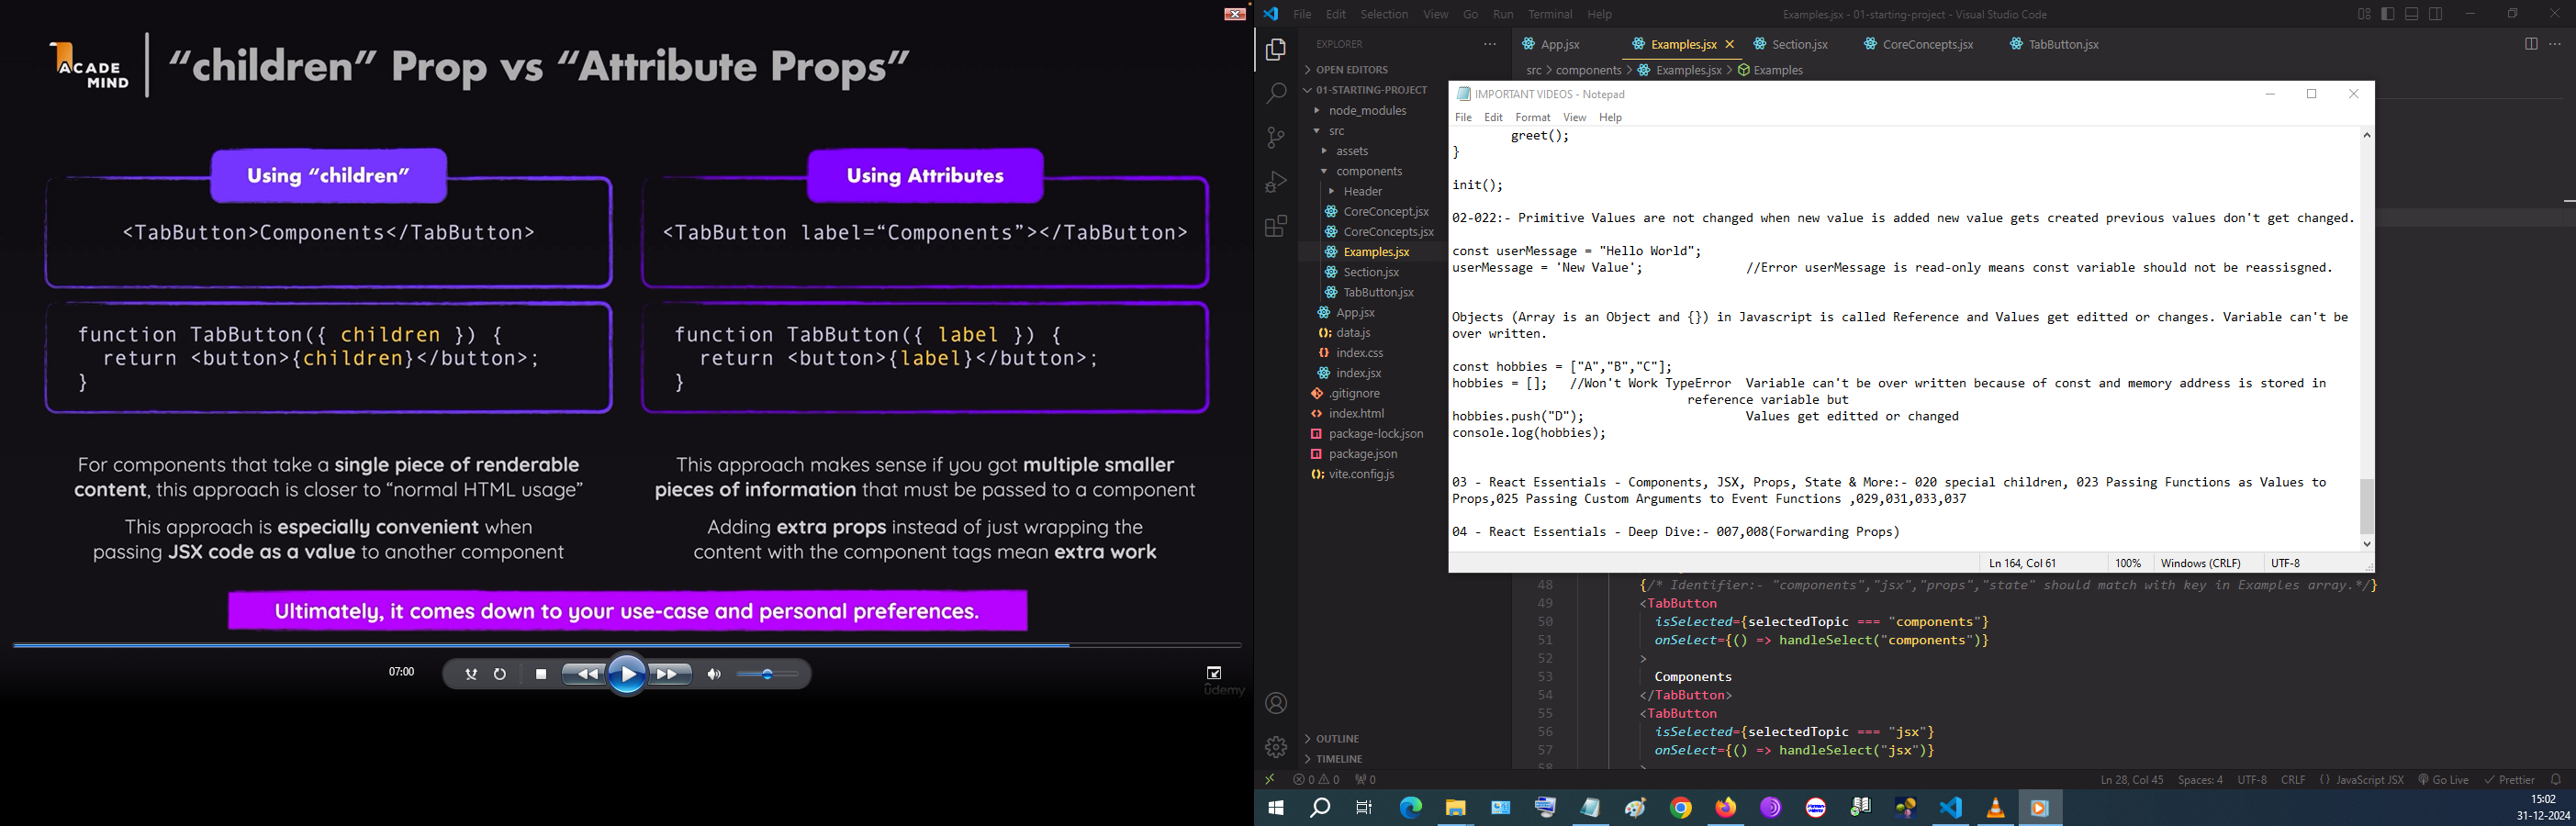 ACADE
MIND
“children” Prop vs “Attribute Props”
Using “children”
<TabButton>Components</TabButton>
function TabButton({ children }) {
return <button>{children}</button>;
}
For components that take a single piece of renderable
content, this approach is closer to “normal HTML usage”
This approach is especially convenient when
passing JSX code as a value to another component
Using Attributes
<TabButton label=“Components”></TabButton>
function TabButton({ label }) {
return <button>{label}</button>;
}
This approach makes sense if you got multiple smaller
pieces of information that must be passed to a component
Adding extra props instead of just wrapping the
content with the component tags mean extra work
Ultimately, it comes down to your use-case and personal preferences.
07:00
ûdemy
File Edit Selection View Go Run Terminal Help
Examples.jsx - 01-starting-project - Visual Studio Code
EXPLORER
OPEN EDITORS
01-STARTING-PROJECT
node_modules
src
assets
components
Header
CoreConcept.jsx
CoreConcepts.jsx
Examples.jsx
Section.jsx
TabButton.jsx
App.jsx
data.js
index.css
index.jsx
.gitignore
index.html
package-lock.json
package.json
vite.config.js
OUTLINE
TIMELINE
App.jsx Examples.jsx Section.jsx CoreConcepts.jsx TabButton.jsx
src > components > Examples.jsx > Examples
IMPORTANT VIDEOS - Notepad
File Edit Format View Help
greet();
}
init();
02-022:- Primitive Values are not changed when new value is added new value gets created previous values don't get changed.
const userMessage = "Hello World";
userMessage = 'New Value'; //Error userMessage is read-only means const variable should not be reassisgned.
Objects (Array is an Object and {}) in Javascript is called Reference and Values get editted or changes. Variable can't be
over written.
const hobbies = ["A","B","C"];
hobbies = []; //Won't Work TypeError Variable can't be over written because of const and memory address is stored in
reference variable but
hobbies.push("D"); Values get editted or changed
console.log(hobbies);
03 - React Essentials - Components, JSX, Props, State & More:- 020 special children, 023 Passing Functions as Values to
Props,025 Passing Custom Arguments to Event Functions ,029,031,033,037
04 - React Essentials - Deep Dive:- 007,008(Forwarding Props)
Ln 164, Col 61 100% Windows (CRLF) UTF-8
48 {/* Identifier:- "components","jsx","props","state" should match with key in Examples array.*/}
49 <TabButton
50 isSelected={selectedTopic === "components"}
51 onSelect={() => handleSelect("components")}
52 >
53 Components
54 </TabButton>
55 <TabButton
56 isSelected={selectedTopic === "jsx"}
57 onSelect={() => handleSelect("jsx")}
58 >
0 0 0 Ln 28, Col 45 Spaces: 4 UTF-8 CRLF {} JavaScript JSX Go Live Prettier
15:02
31-12-2024